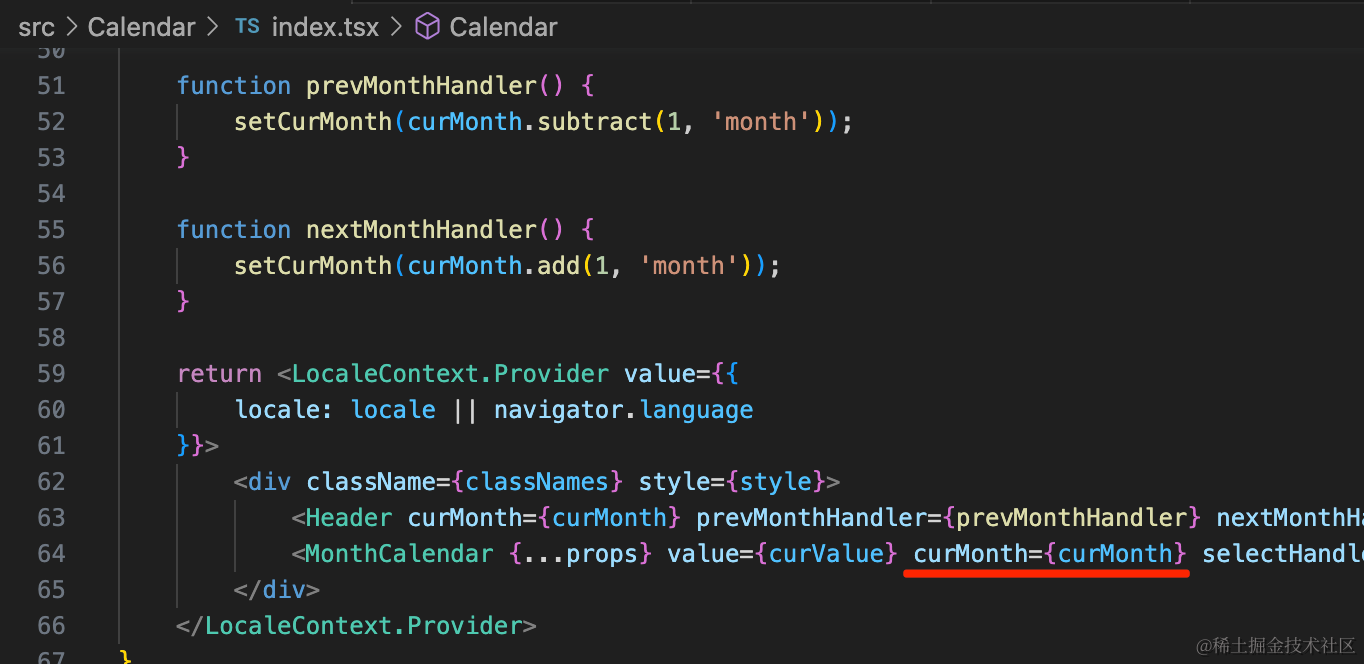 src > Calendar > TS index.tsx > Calendar
50
51 function prevMonthHandler() {
52 setCurMonth(curMonth.subtract(1, 'month'));
53 }
54
55 function nextMonthHandler() {
56 setCurMonth(curMonth.add(1, 'month'));
57 }
58
59 return <LocaleContext.Provider value={{
60 locale: locale || navigator.language
61 }}>
62 <div className={classNames} style={style}>
63 <Header curMonth={curMonth} prevMonthHandler={prevMonthHandler} nextMonthHa
64 <MonthCalendar {...props} value={curValue} curMonth={curMonth} selectHandle
65 </div>
66 </LocaleContext.Provider>
67 }
@稀土掘金技术社区